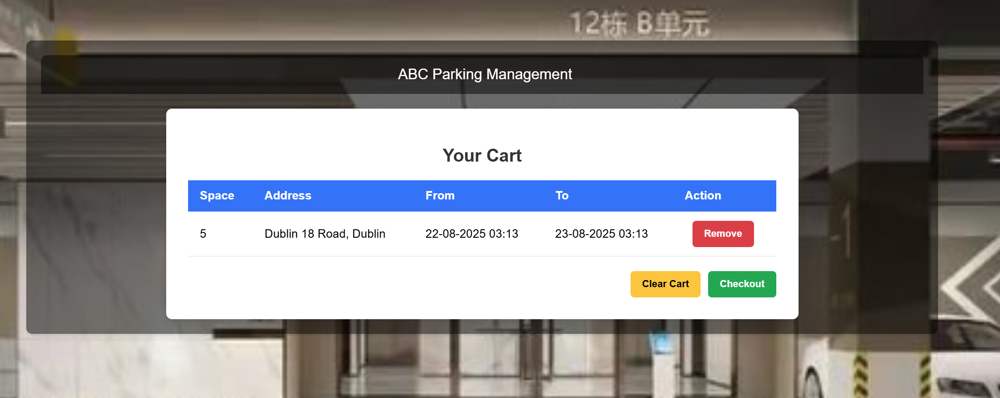 12栋 B单元
ABC Parking Management
Your Cart
Space Address From To Action
5 Dublin 18 Road, Dublin 22-08-2025 03:13 23-08-2025 03:13 Remove
Clear Cart Checkout